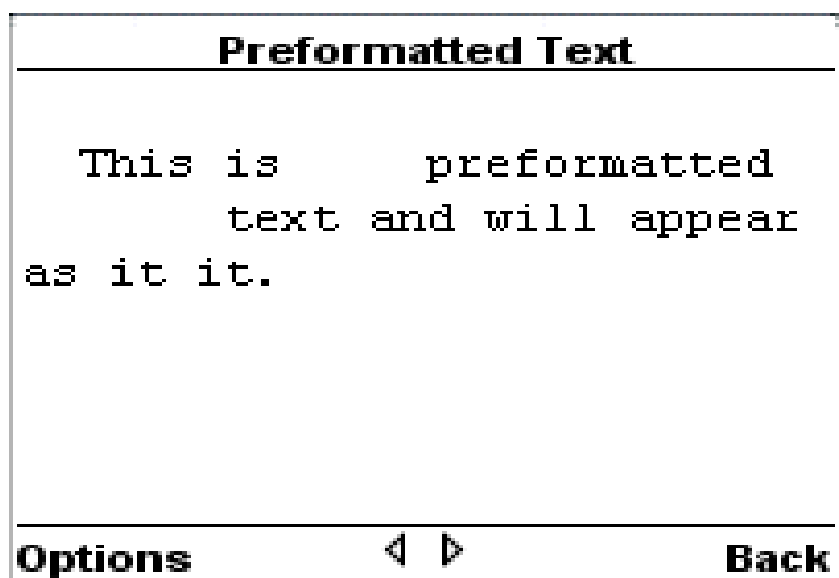 Preformatted Text
  This is     preformatted
       text and will appear
as it it.
Options Back